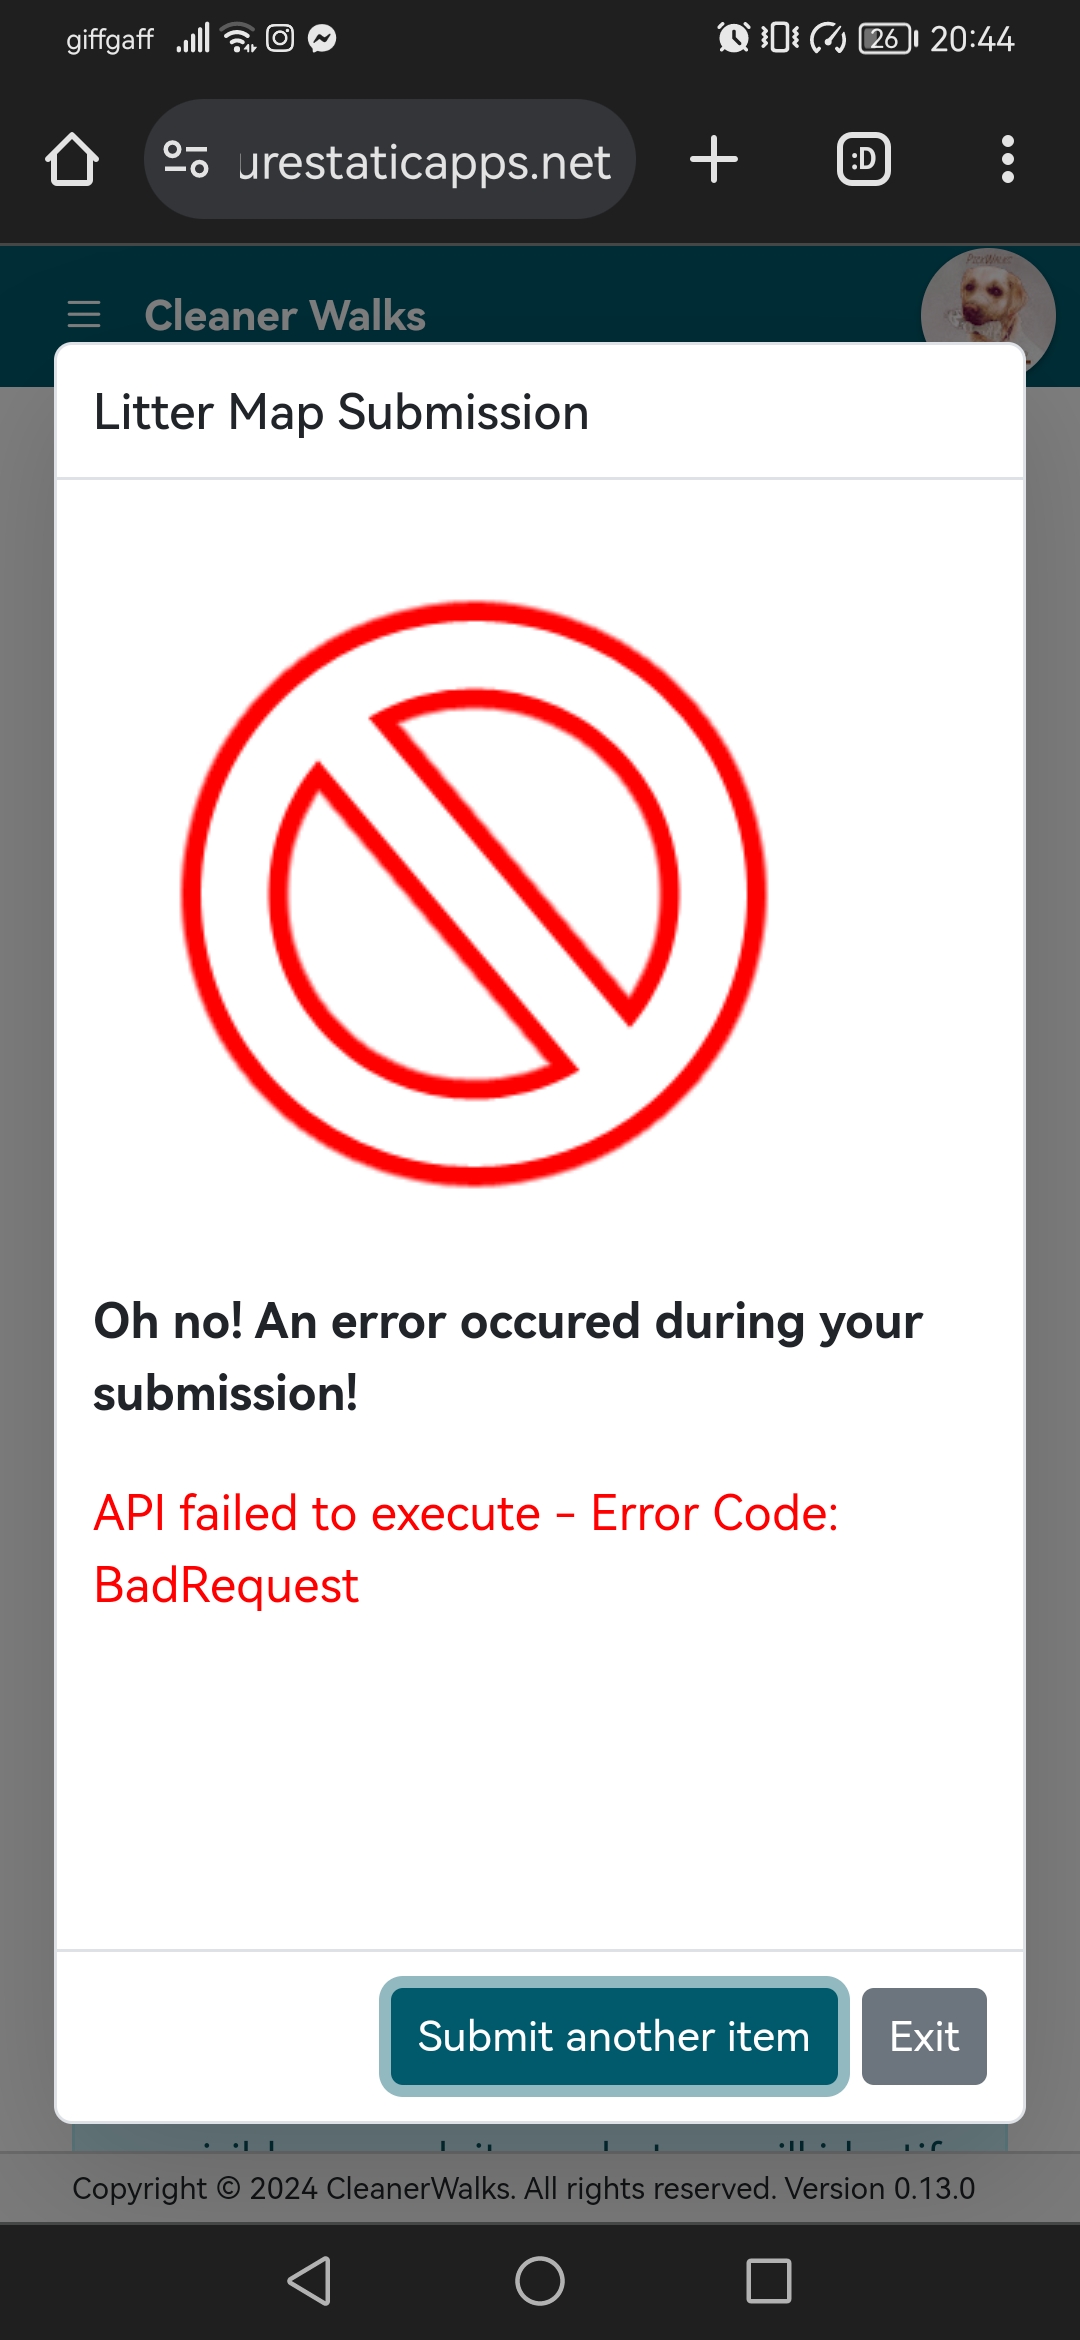 giffgaff 26 20:44
urestaticapps.net :D
Cleaner Walks
Litter Map Submission
Oh no! An error occured during your
submission!
API failed to execute - Error Code:
BadRequest
Submit another item Exit
Copyright © 2024 CleanerWalks. All rights reserved. Version 0.13.0